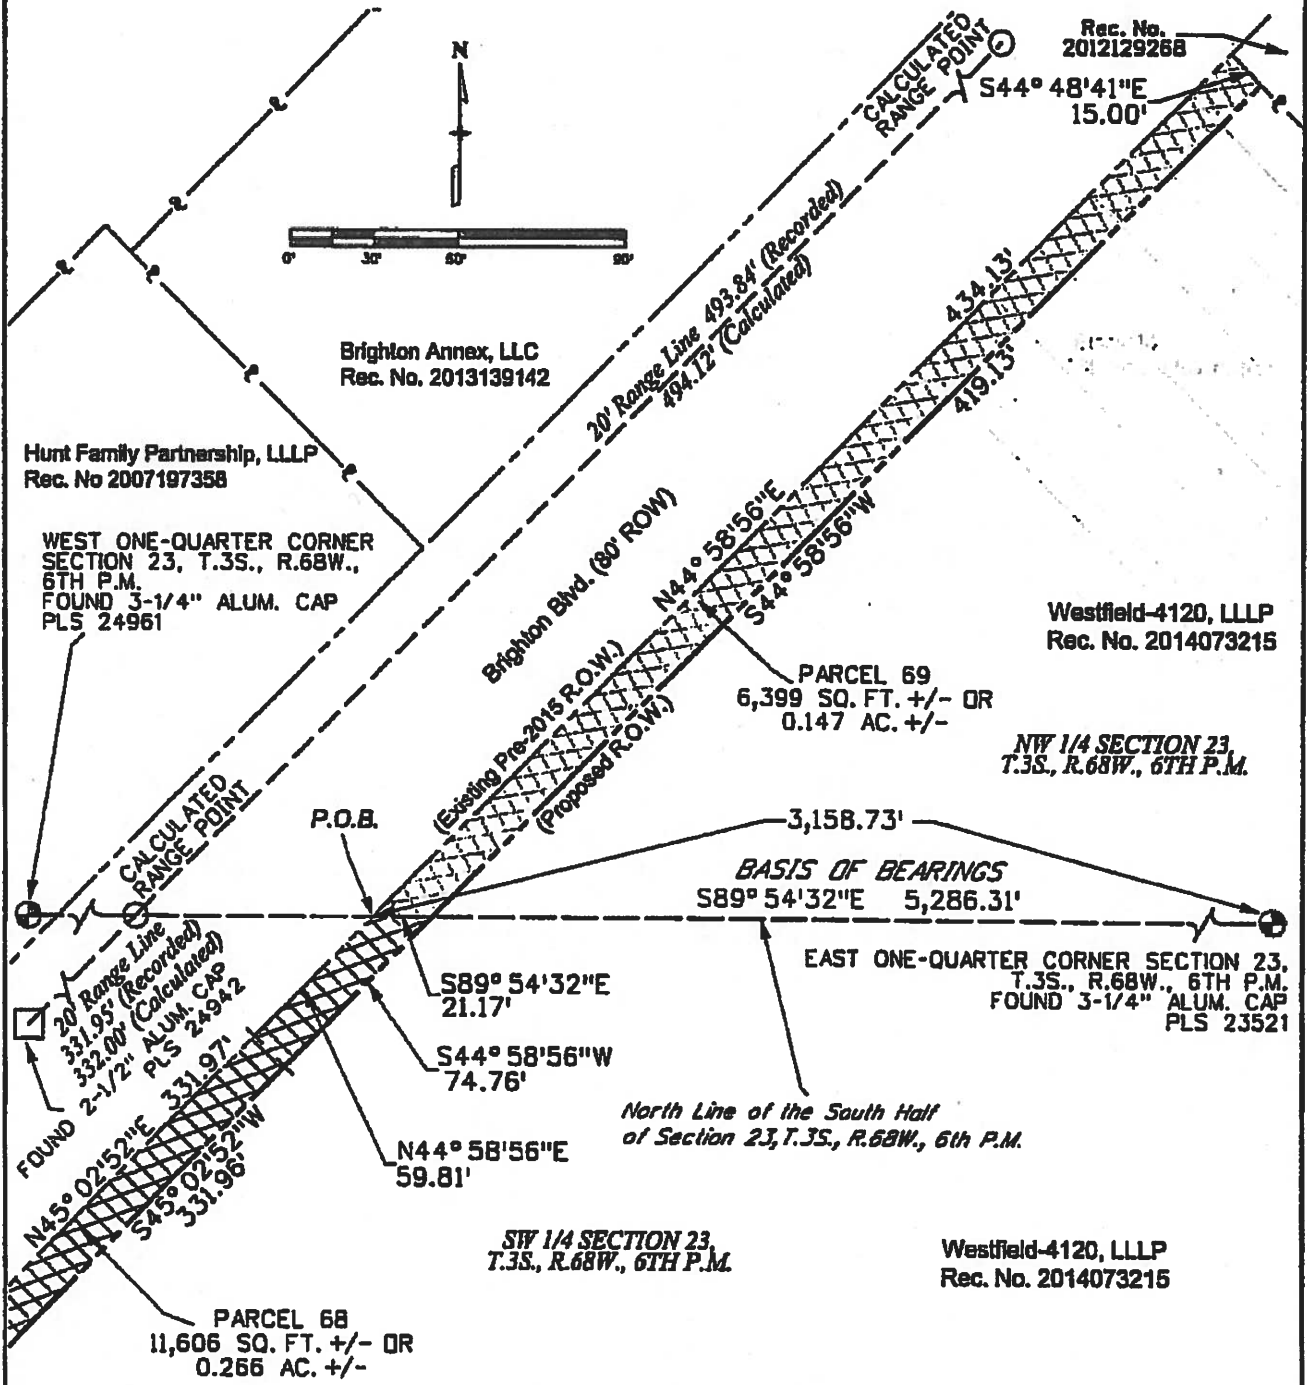 Rec. No.
2012129268
CALCULATED
RANGE POINT
S44° 48'41"E
15.00'
N
0' 30' 60' 90'
20' Range Line 493.84' (Recorded)
494.12' (Calculated)
434.13'
419.13'
Brighton Annex, LLC
Rec. No. 2013139142
Hunt Family Partnership, LLLP
Rec. No 2007197358
WEST ONE-QUARTER CORNER
SECTION 23, T.3S., R.68W.,
6TH P.M.
FOUND 3-1/4" ALUM. CAP
PLS 24961
Brighton Blvd. (80' ROW)
N44° 58'56"E
S44° 58'56"W
Westfield-4120, LLLP
Rec. No. 2014073215
PARCEL 69
6,399 SQ. FT. +/- OR
0.147 AC. +/-
(Existing Pre-2015 R.O.W.)
(Proposed R.O.W.)
NW 1/4 SECTION 23,
T.3S., R.68W., 6TH P.M.
CALCULATED
RANGE POINT
P.O.B.
3,158.73'
BASIS OF BEARINGS
S89° 54'32"E 5,286.31'
20' Range Line
331.95' (Recorded)
332.00' (Calculated)
FOUND 2-1/2" ALUM. CAP
PLS 24942
S89° 54'32"E
21.17'
EAST ONE-QUARTER CORNER SECTION 23,
T.3S., R.68W., 6TH P.M.
FOUND 3-1/4" ALUM. CAP
PLS 23521
S44° 58'56"W
74.76'
North Line of the South Half
of Section 23, T.3S., R.68W., 6th P.M.
N45° 02'52"E 331.97'
S45° 02'52"W
331.96'
N44° 58'56"E
59.81'
SW 1/4 SECTION 23,
T.3S., R.68W., 6TH P.M.
Westfield-4120, LLLP
Rec. No. 2014073215
PARCEL 68
11,606 SQ. FT. +/- OR
0.266 AC. +/-